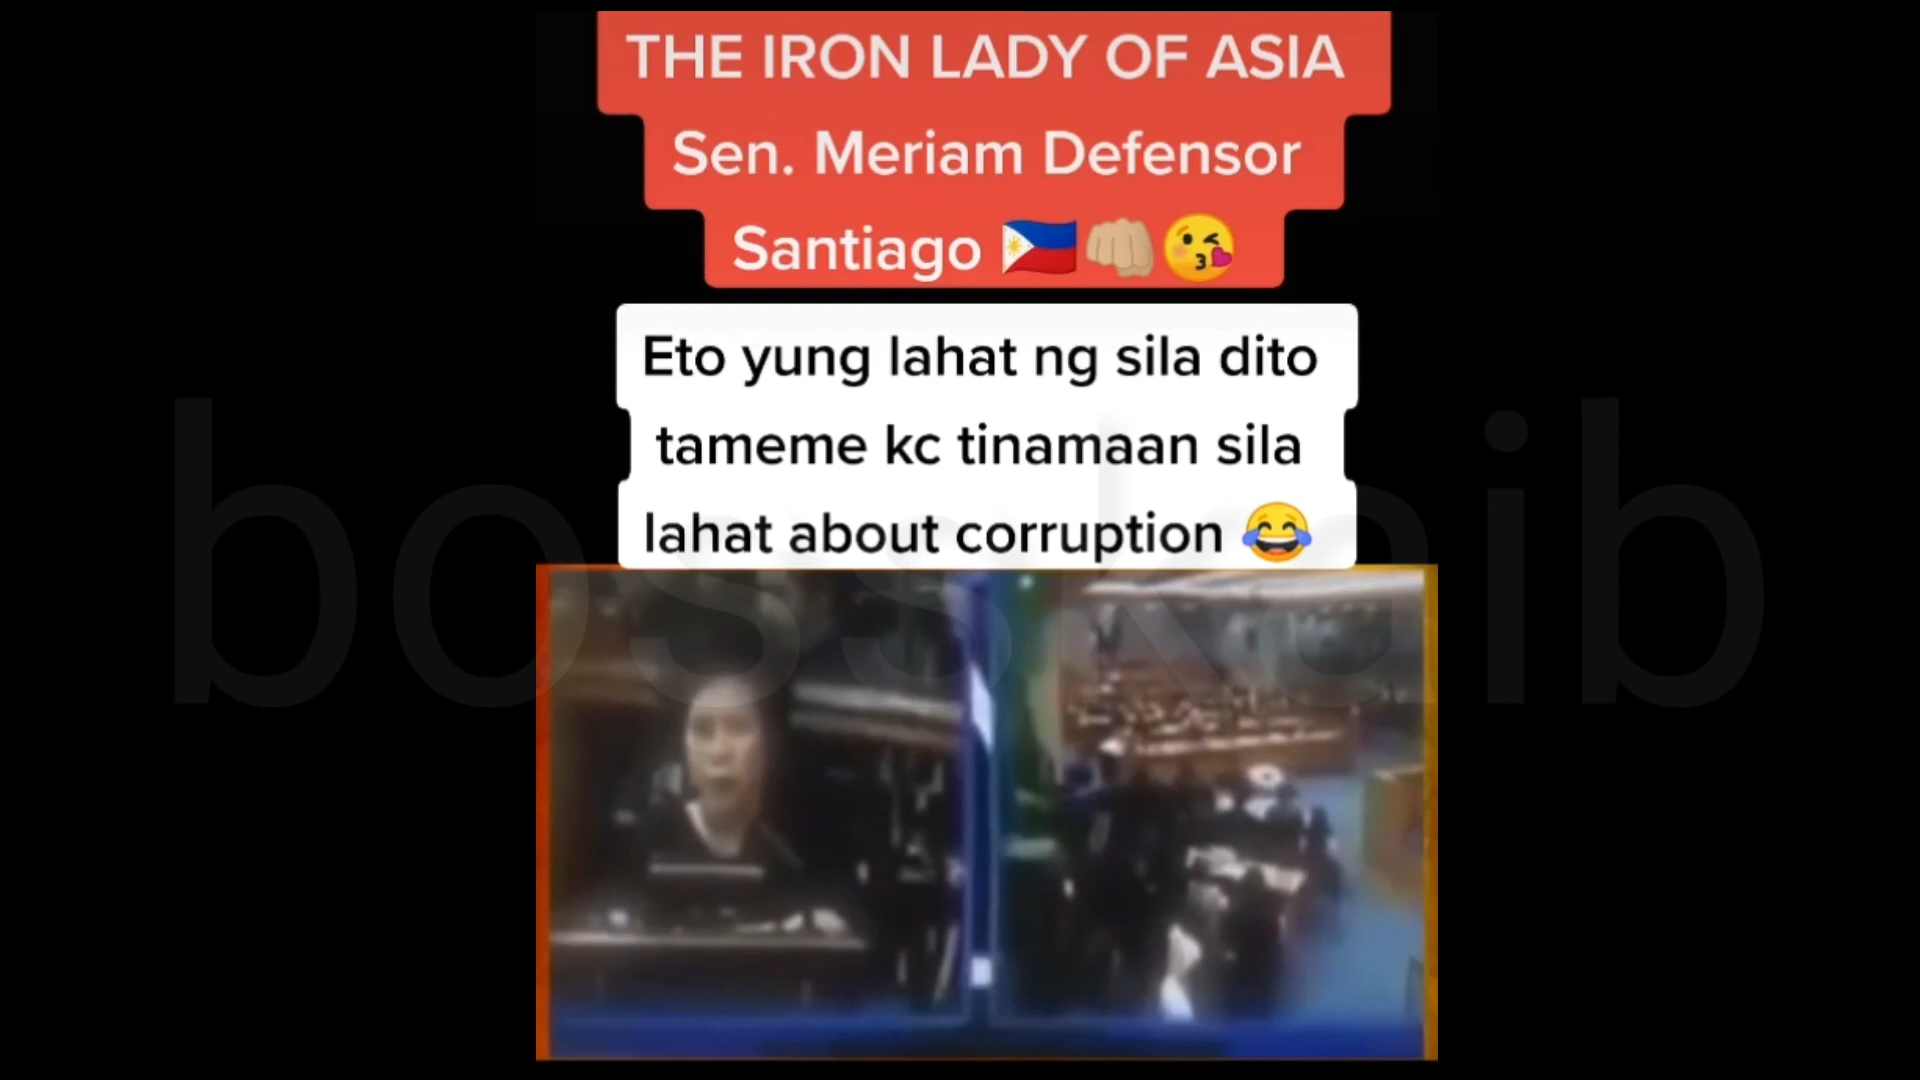 THE IRON LADY OF ASIA
Sen. Meriam Defensor
Santiago 🇵🇭👊🏼😘
Eto yung lahat ng sila dito
tameme kc tinamaan sila
lahat about corruption 😂
bosskaib